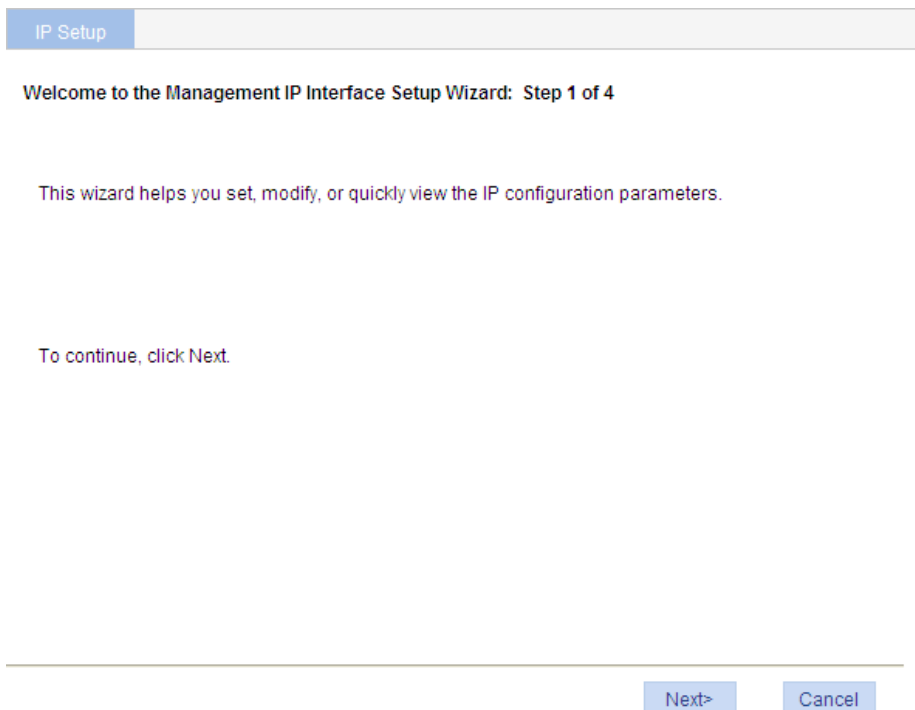 IP Setup
Welcome to the Management IP Interface Setup Wizard: Step 1 of 4
This wizard helps you set, modify, or quickly view the IP configuration parameters.
To continue, click Next.
Next> Cancel